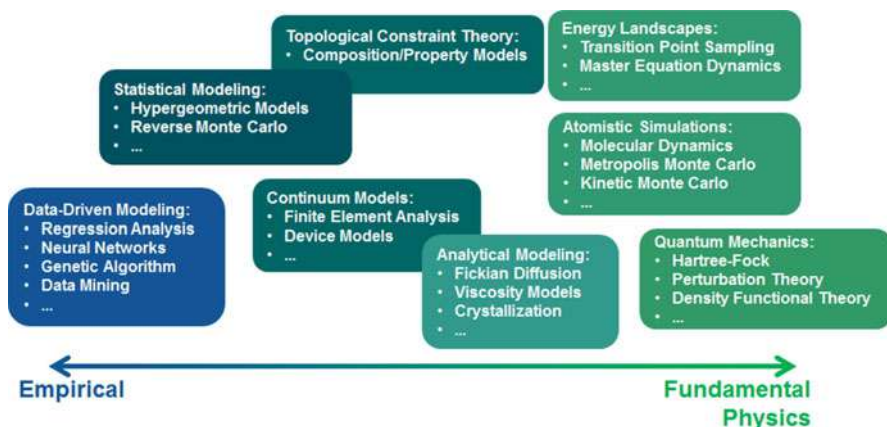 Topological Constraint Theory:
• Composition/Property Models
Energy Landscapes:
• Transition Point Sampling
• Master Equation Dynamics
• ...
Statistical Modeling:
• Hypergeometric Models
• Reverse Monte Carlo
• ...
Atomistic Simulations:
• Molecular Dynamics
• Metropolis Monte Carlo
• Kinetic Monte Carlo
• ...
Data-Driven Modeling:
• Regression Analysis
• Neural Networks
• Genetic Algorithm
• Data Mining
• ...
Continuum Models:
• Finite Element Analysis
• Device Models
• ...
Analytical Modeling:
• Fickian Diffusion
• Viscosity Models
• Crystallization
• ...
Quantum Mechanics:
• Hartree-Fock
• Perturbation Theory
• Density Functional Theory
• ...
Empirical
Fundamental
Physics